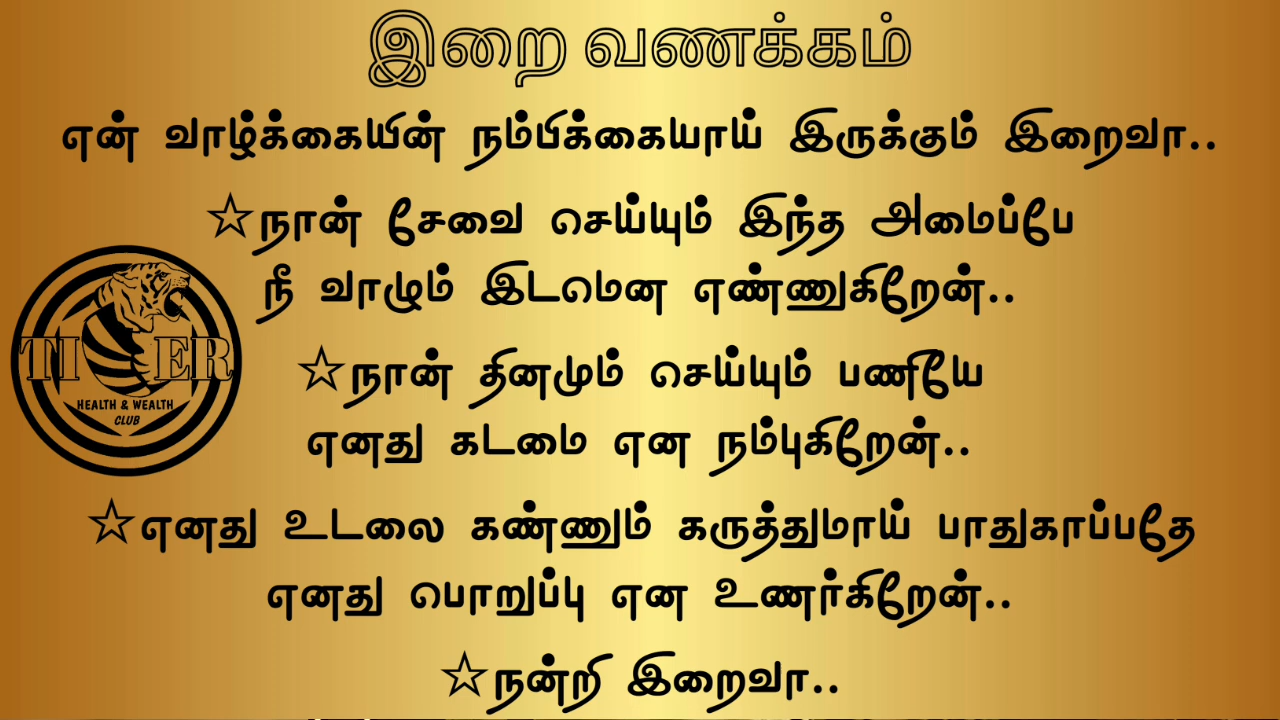 இறை வணக்கம்
என் வாழ்க்கையின் நம்பிக்கையாய் இருக்கும் இறைவா..
☆நான் சேவை செய்யும் இந்த அமைப்பே
நீ வாழும் இடமென எண்ணுகிறேன்..
☆நான் தினமும் செய்யும் பணியே
எனது கடமை என நம்புகிறேன்..
☆எனது உடலை கண்ணும் கருத்துமாய் பாதுகாப்பதே
எனது பொறுப்பு என உணர்கிறேன்..
☆நன்றி இறைவா..
TIGER
HEALTH & WEALTH
CLUB